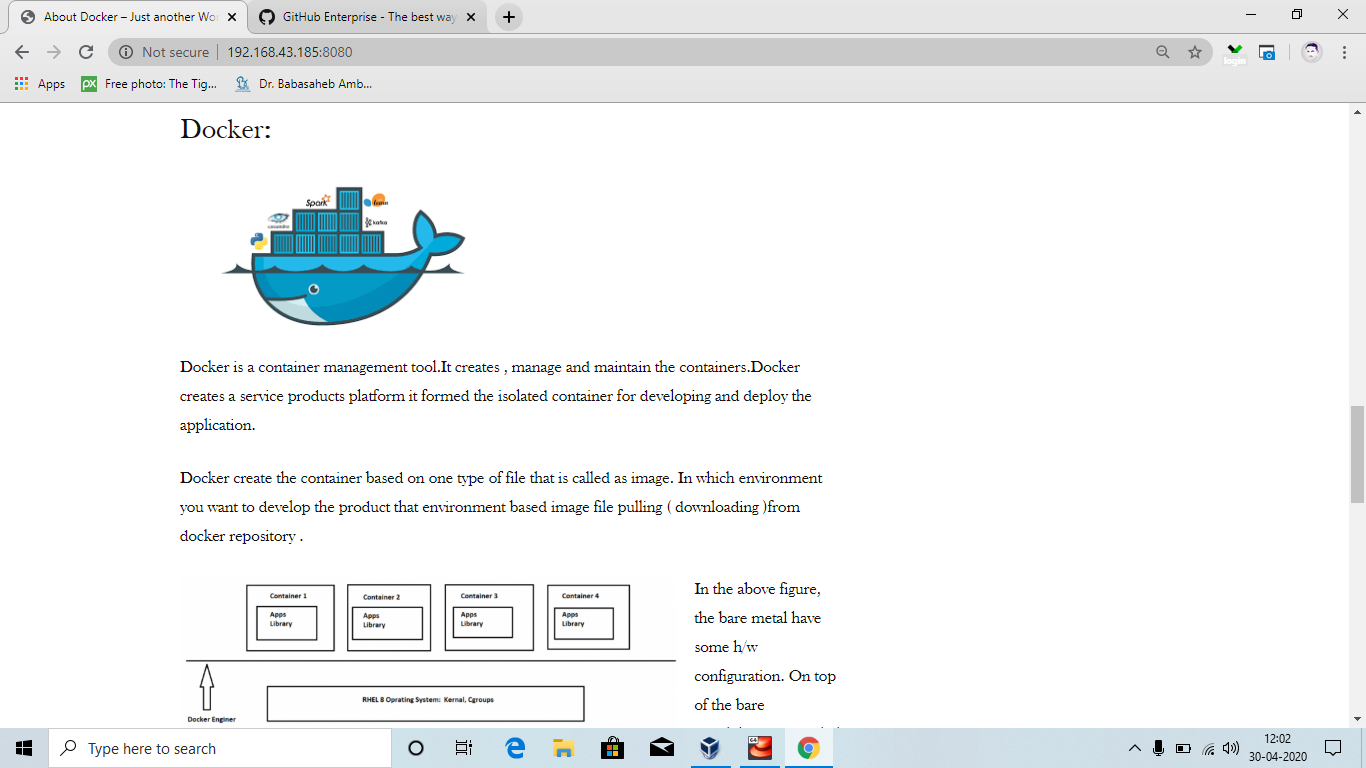 About Docker – Just another Wor
GitHub Enterprise - The best way
Not secure
192.168.43.185:8080
login
Apps
px
Free photo: The Tig...
Dr. Babasaheb Amb...
Docker:
Spark
cassandra
kafka
Docker is a container management tool.It creates , manage and maintain the containers.Docker
creates a service products platform it formed the isolated container for developing and deploy the
application.
Docker create the container based on one type of file that is called as image. In which environment
you want to develop the product that environment based image file pulling ( downloading )from
docker repository .
Container 1
Apps
Library
Container 2
Apps
Library
Container 3
Apps
Library
Container 4
Apps
Library
RHEL 8 Oprating System: Kernal, Cgroups
Docker Enginer
In the above figure,
the bare metal have
some h/w
configuration. On top
of the bare
Type here to search
12:02
30-04-2020